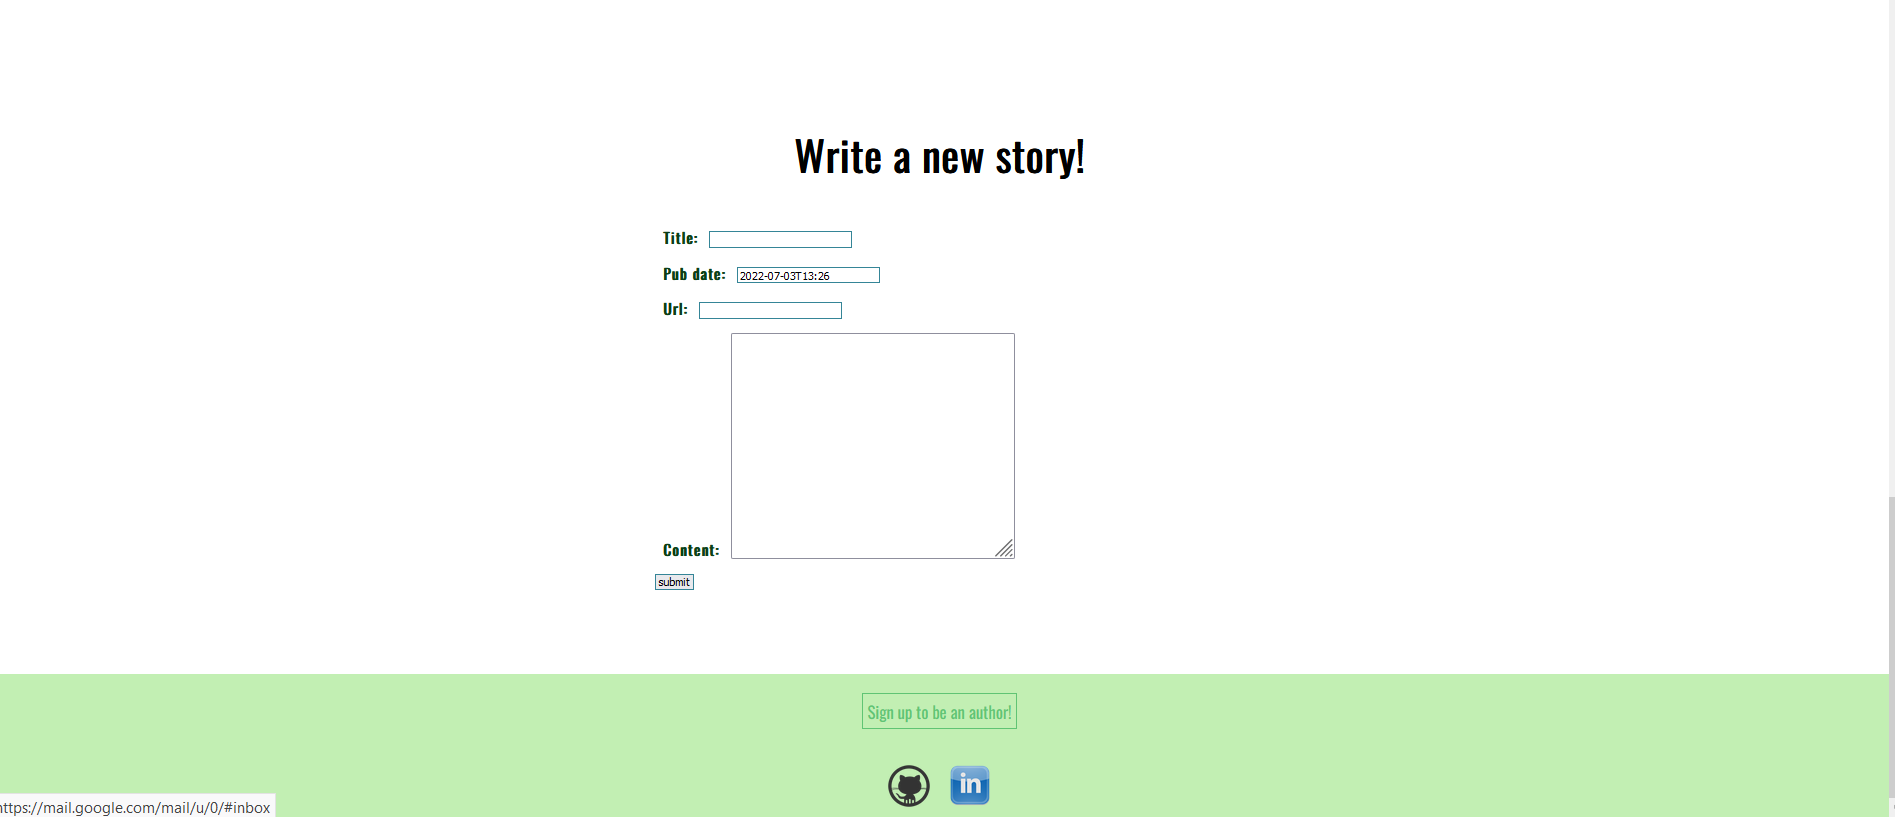 Write a new story!
Title:
Pub date: 2022-07-03T13:26
Url:
Content:
submit
Sign up to be an author!
in
https://mail.google.com/mail/u/0/#inbox